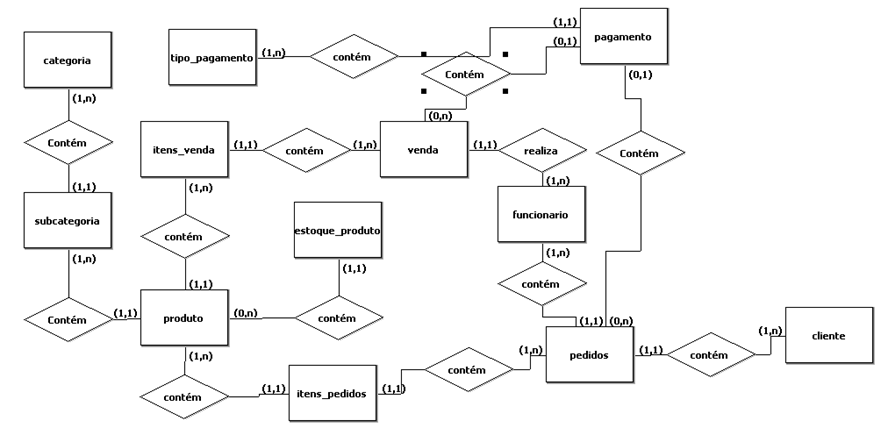 (1,1)
pagamento
tipo_pagamento
(1,n)
contém
(0,1)
categoria
Contém
(0,1)
(1,n)
(0,n)
Contém
itens_venda
(1,1)
contém
(1,n)
venda
(1,1)
realiza
Contém
(1,n)
(1,1)
(1,n)
subcategoria
estoque_produto
funcionario
contém
(1,n)
(1,n)
(1,1)
contém
(1,1)
Contém
(1,1)
produto
(0,n)
contém
(1,1)
(0,n)
(1,n)
cliente
(1,n)
(1,n)
pedidos
(1,1)
contém
contém
(1,1)
itens_pedidos
(1,1)
contém